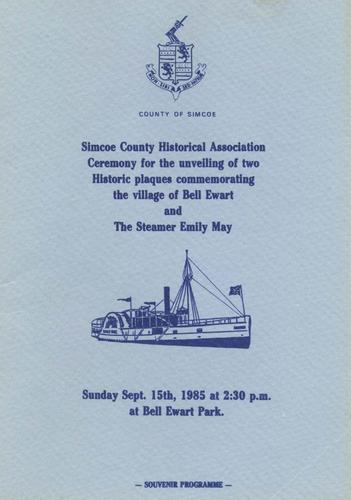 COUNTY OF SIMCOE
Simcoe County Historical Association
Ceremony for the unveiling of two
Historic plaques commemorating
the village of Bell Ewart
and
The Steamer Emily May
Sunday Sept. 15th, 1985 at 2:30 p.m.
at Bell Ewart Park.
— SOUVENIR PROGRAMME —